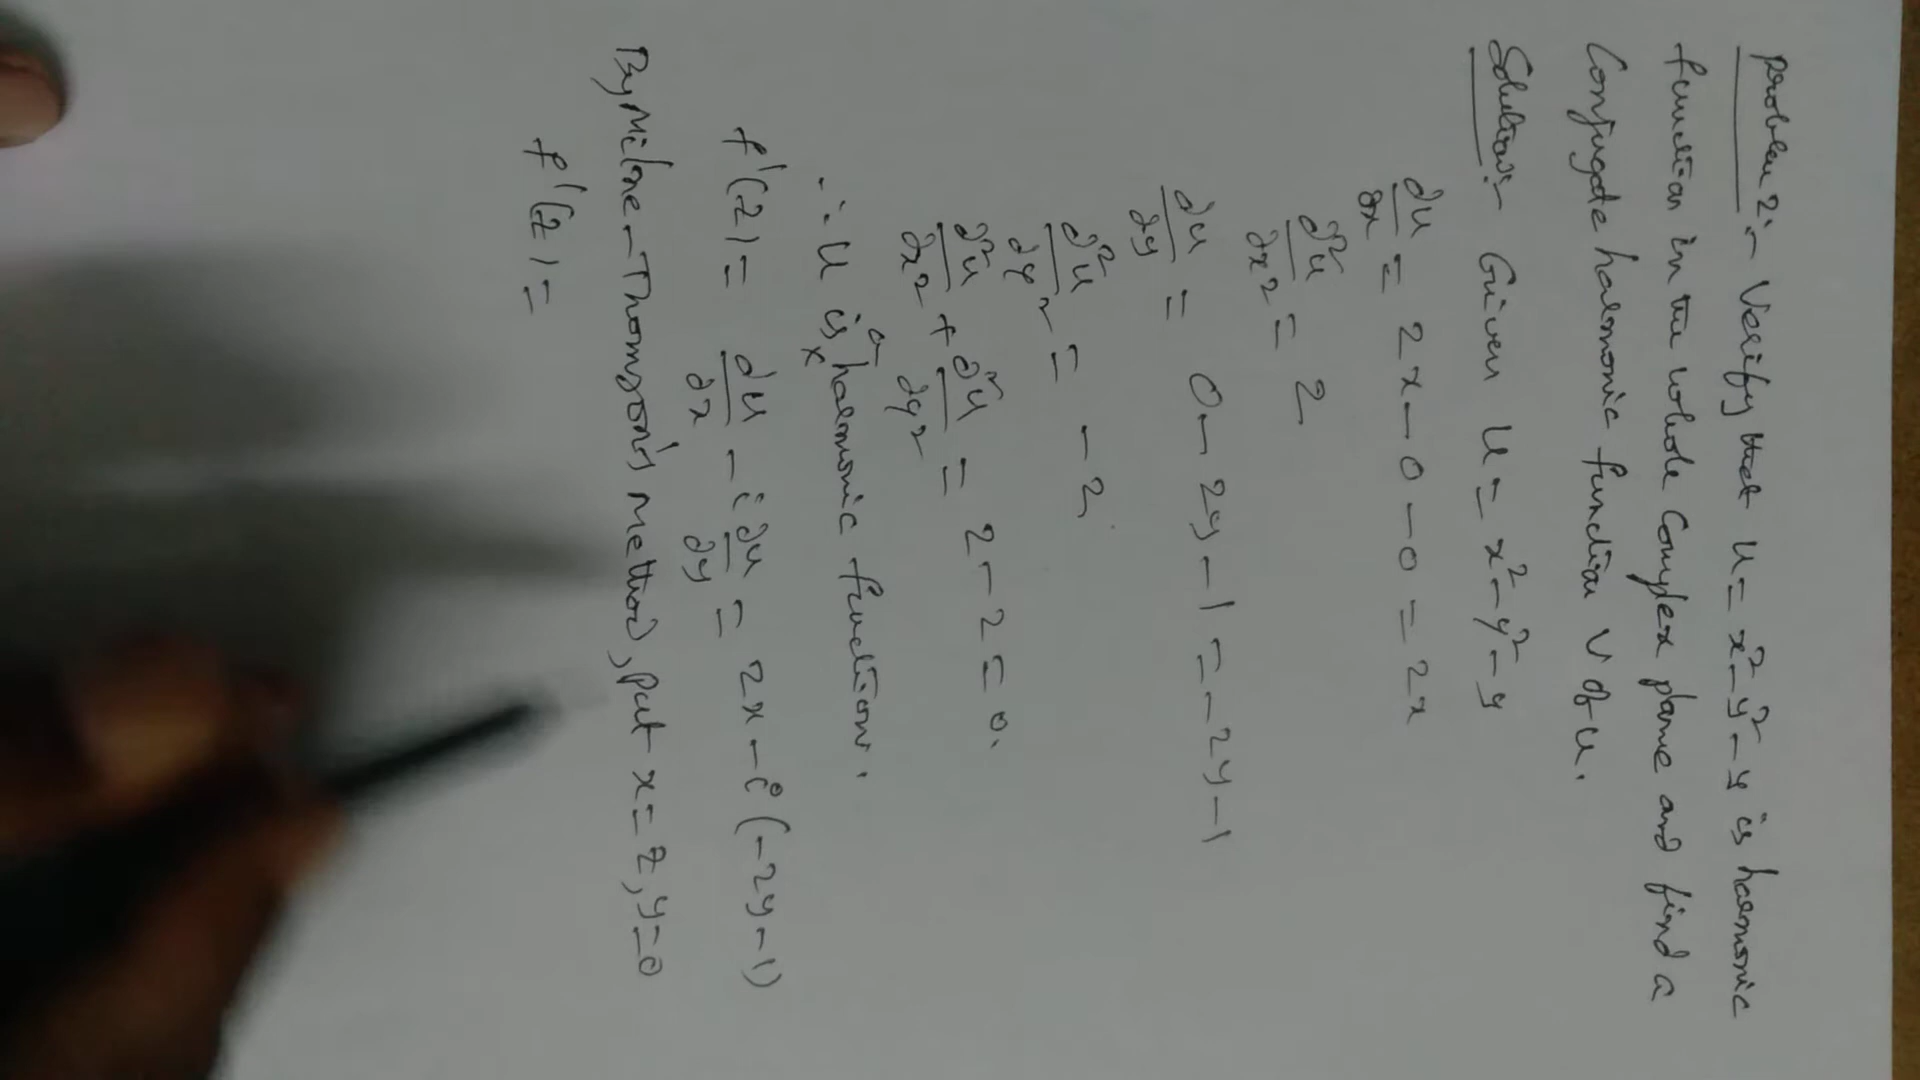 Problem 2:- Verify that u = x² - y² - y is harmonic
function in the whole Complex plane and find a
Conjugate harmonic function V of u.
Solution:- Given u = x² - y² - y
∂u/∂x = 2x - 0 - 0 = 2x
∂²u/∂x² = 2
∂u/∂y = 0 - 2y - 1 = -2y - 1
∂²u/∂y² = -2
∂²u/∂x² + ∂²u/∂y² = 2 - 2 = 0.
∴ u is a harmonic function.
f'(z) = ∂u/∂x - i ∂u/∂y = 2x - i(-2y - 1)
By Milne-Thomson's method, put x = z, y = 0
f'(z) =